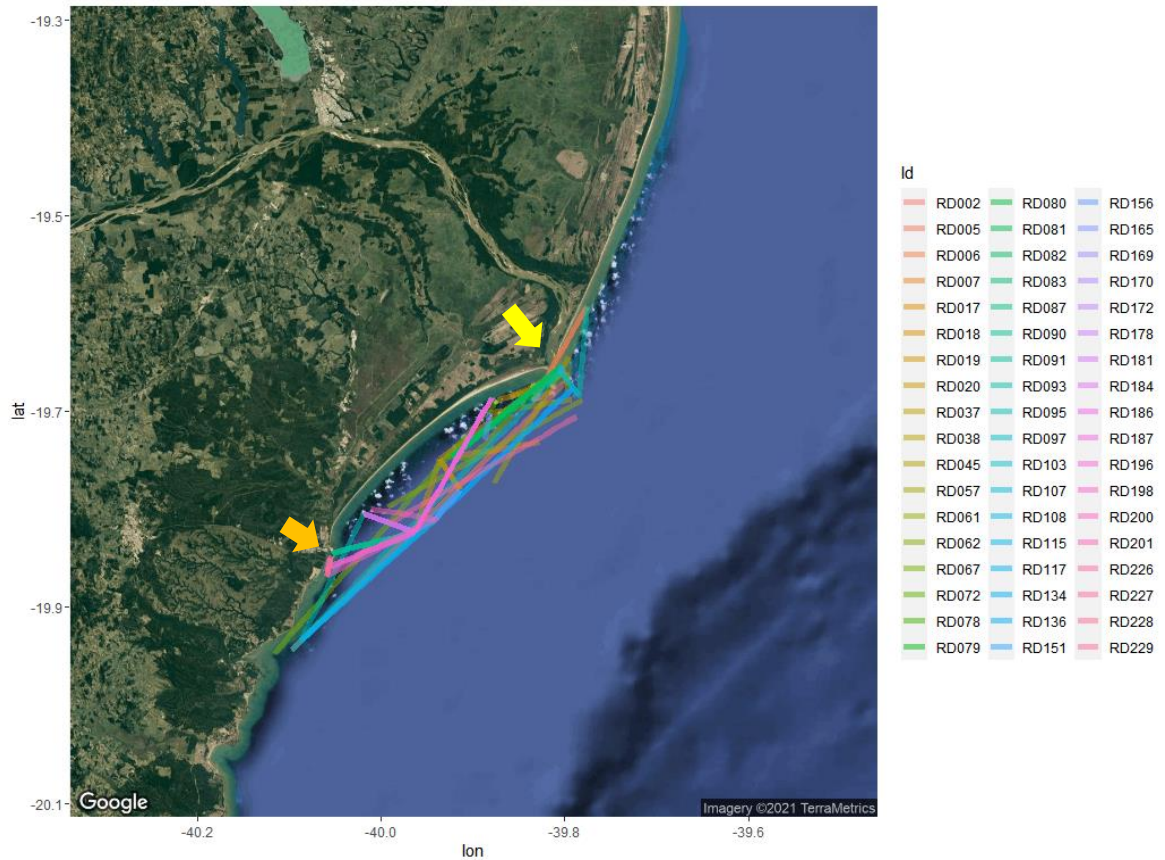 -19.3
-19.5
-19.7
-19.9
-20.1
lat
-40.2 -40.0 -39.8 -39.6
lon
Google
Imagery ©2021 TerraMetrics
Id
RD002 RD080 RD156
RD005 RD081 RD165
RD006 RD082 RD169
RD007 RD083 RD170
RD017 RD087 RD172
RD018 RD090 RD178
RD019 RD091 RD181
RD020 RD093 RD184
RD037 RD095 RD186
RD038 RD097 RD187
RD045 RD103 RD196
RD057 RD107 RD198
RD061 RD108 RD200
RD062 RD115 RD201
RD067 RD117 RD226
RD072 RD134 RD227
RD078 RD136 RD228
RD079 RD151 RD229